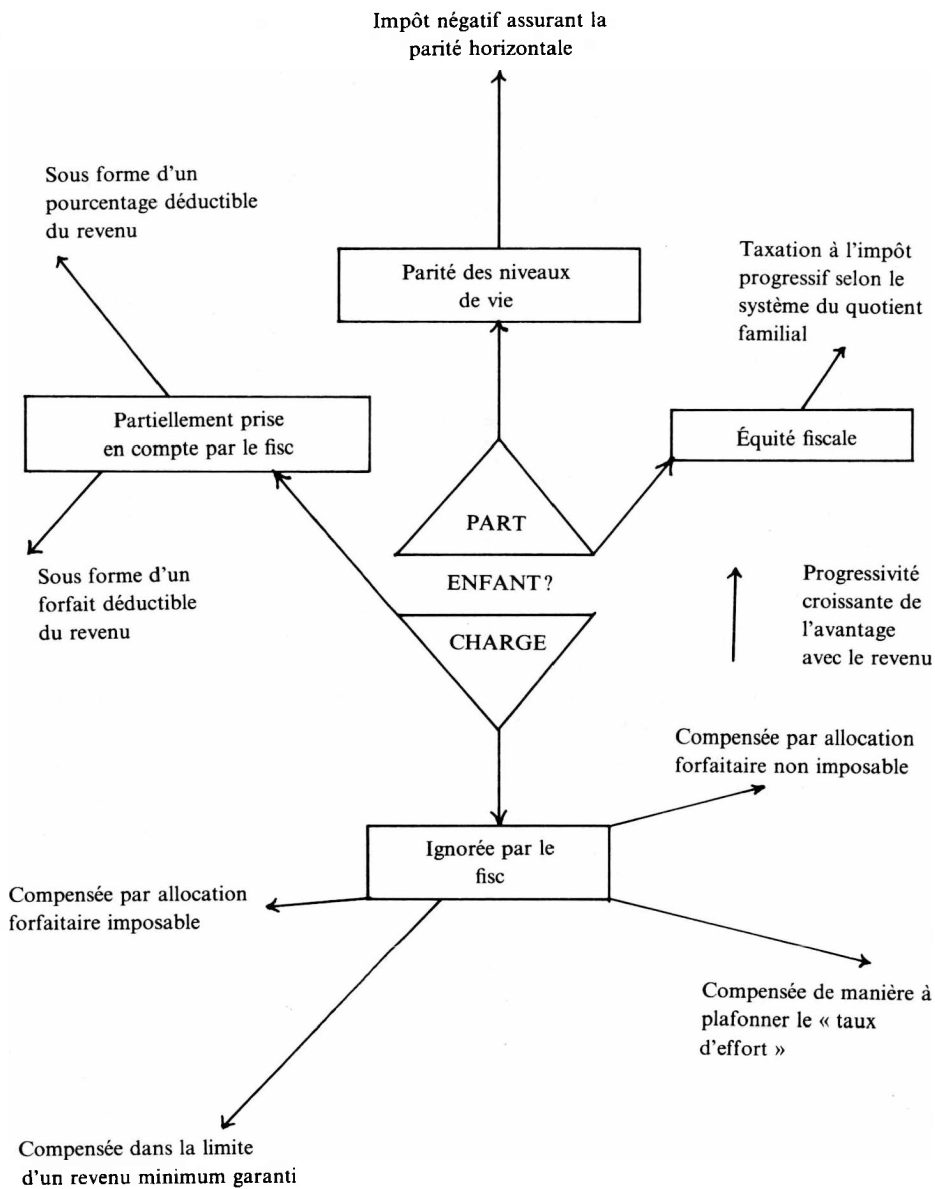 Impôt négatif assurant la
parité horizontale
Sous forme d'un
pourcentage déductible
du revenu
Parité des niveaux
de vie
Taxation à l'impôt
progressif selon le
système du quotient
familial
Partiellement prise
en compte par le fisc
Équité fiscale
PART
ENFANT?
CHARGE
Sous forme d'un
forfait déductible
du revenu
Progressivité
croissante de
l'avantage
avec le revenu
Compensée par allocation
forfaitaire non imposable
Ignorée par le
fisc
Compensée par allocation
forfaitaire imposable
Compensée de manière à
plafonner le « taux
d'effort »
Compensée dans la limite
d'un revenu minimum garanti